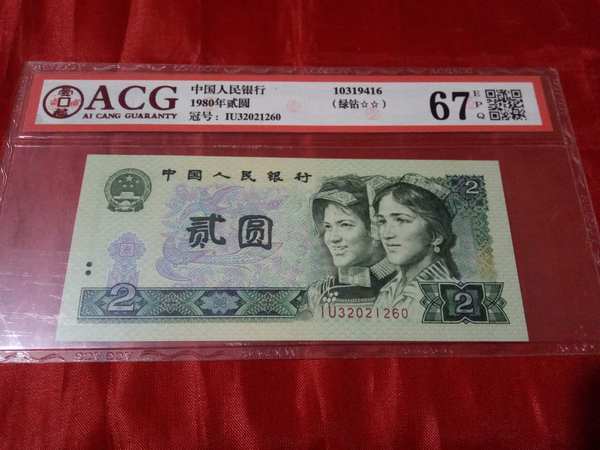 ACG
AI CANG GUARANTY
中国人民银行
1980年贰圆
冠号：IU32021260
10319416
（绿钻☆☆）
67
EPQ
中国人民银行
2
贰圆
2
2
IU32021260